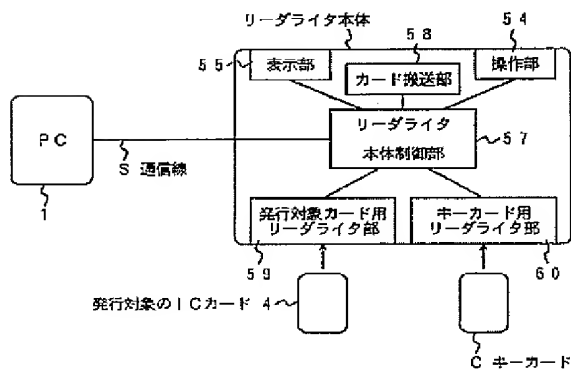 リーダライタ本体
58
54
55
表示部
操作部
カード搬送部
PC
リーダライタ
本体制御部
57
S 通信線
1
発行対象カード用
リーダライタ部
キーカード用
リーダライタ部
59
60
発行対象のICカード 4
C キーカード